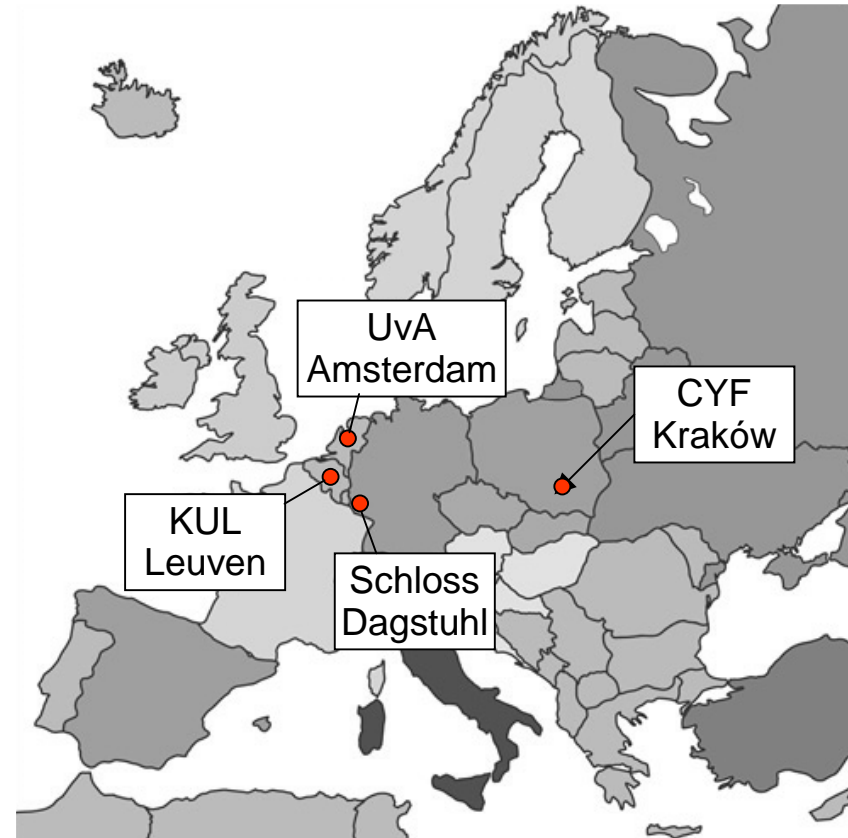 UvA
Amsterdam
CYF
Kraków
KUL
Leuven
Schloss
Dagstuhl